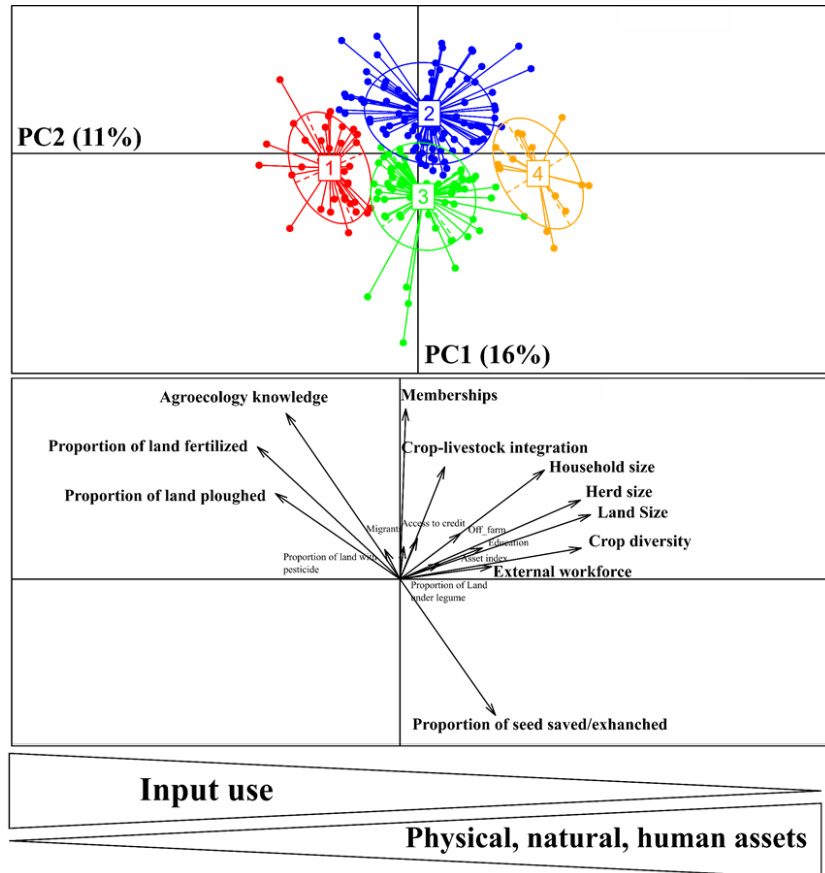 2
PC2 (11%)
1
4
3
PC1 (16%)
Agroecology knowledge
Memberships
Proportion of land fertilized
Crop-livestock integration
Household size
Proportion of land ploughed
Herd size
Land Size
Migrants
Access to credit
Off_farm
Education
Crop diversity
Proportion of land with
pesticide
Asset index
External workforce
Proportion of Land
under legume
Proportion of seed saved/exhanched
Input use
Physical, natural, human assets